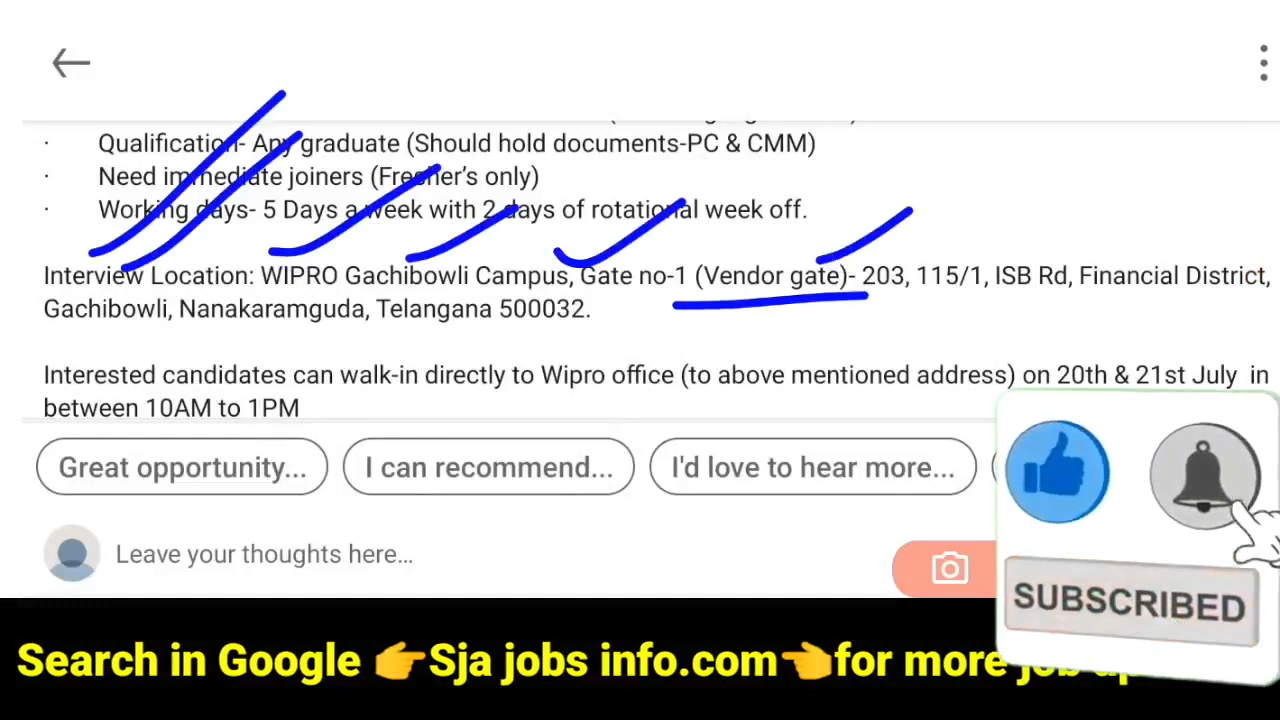 · Qualification- Any graduate (Should hold documents-PC & CMM)
· Need immediate joiners (Fresher's only)
· Working days- 5 Days a week with 2 days of rotational week off.
Interview Location: WIPRO Gachibowli Campus, Gate no-1 (Vendor gate)- 203, 115/1, ISB Rd, Financial District,
Gachibowli, Nanakaramguda, Telangana 500032.
Interested candidates can walk-in directly to Wipro office (to above mentioned address) on 20th & 21st July in
between 10AM to 1PM
Great opportunity... I can recommend... I'd love to hear more...
Leave your thoughts here...
SUBSCRIBED
Search in Google 👉Sja jobs info.com👈for more